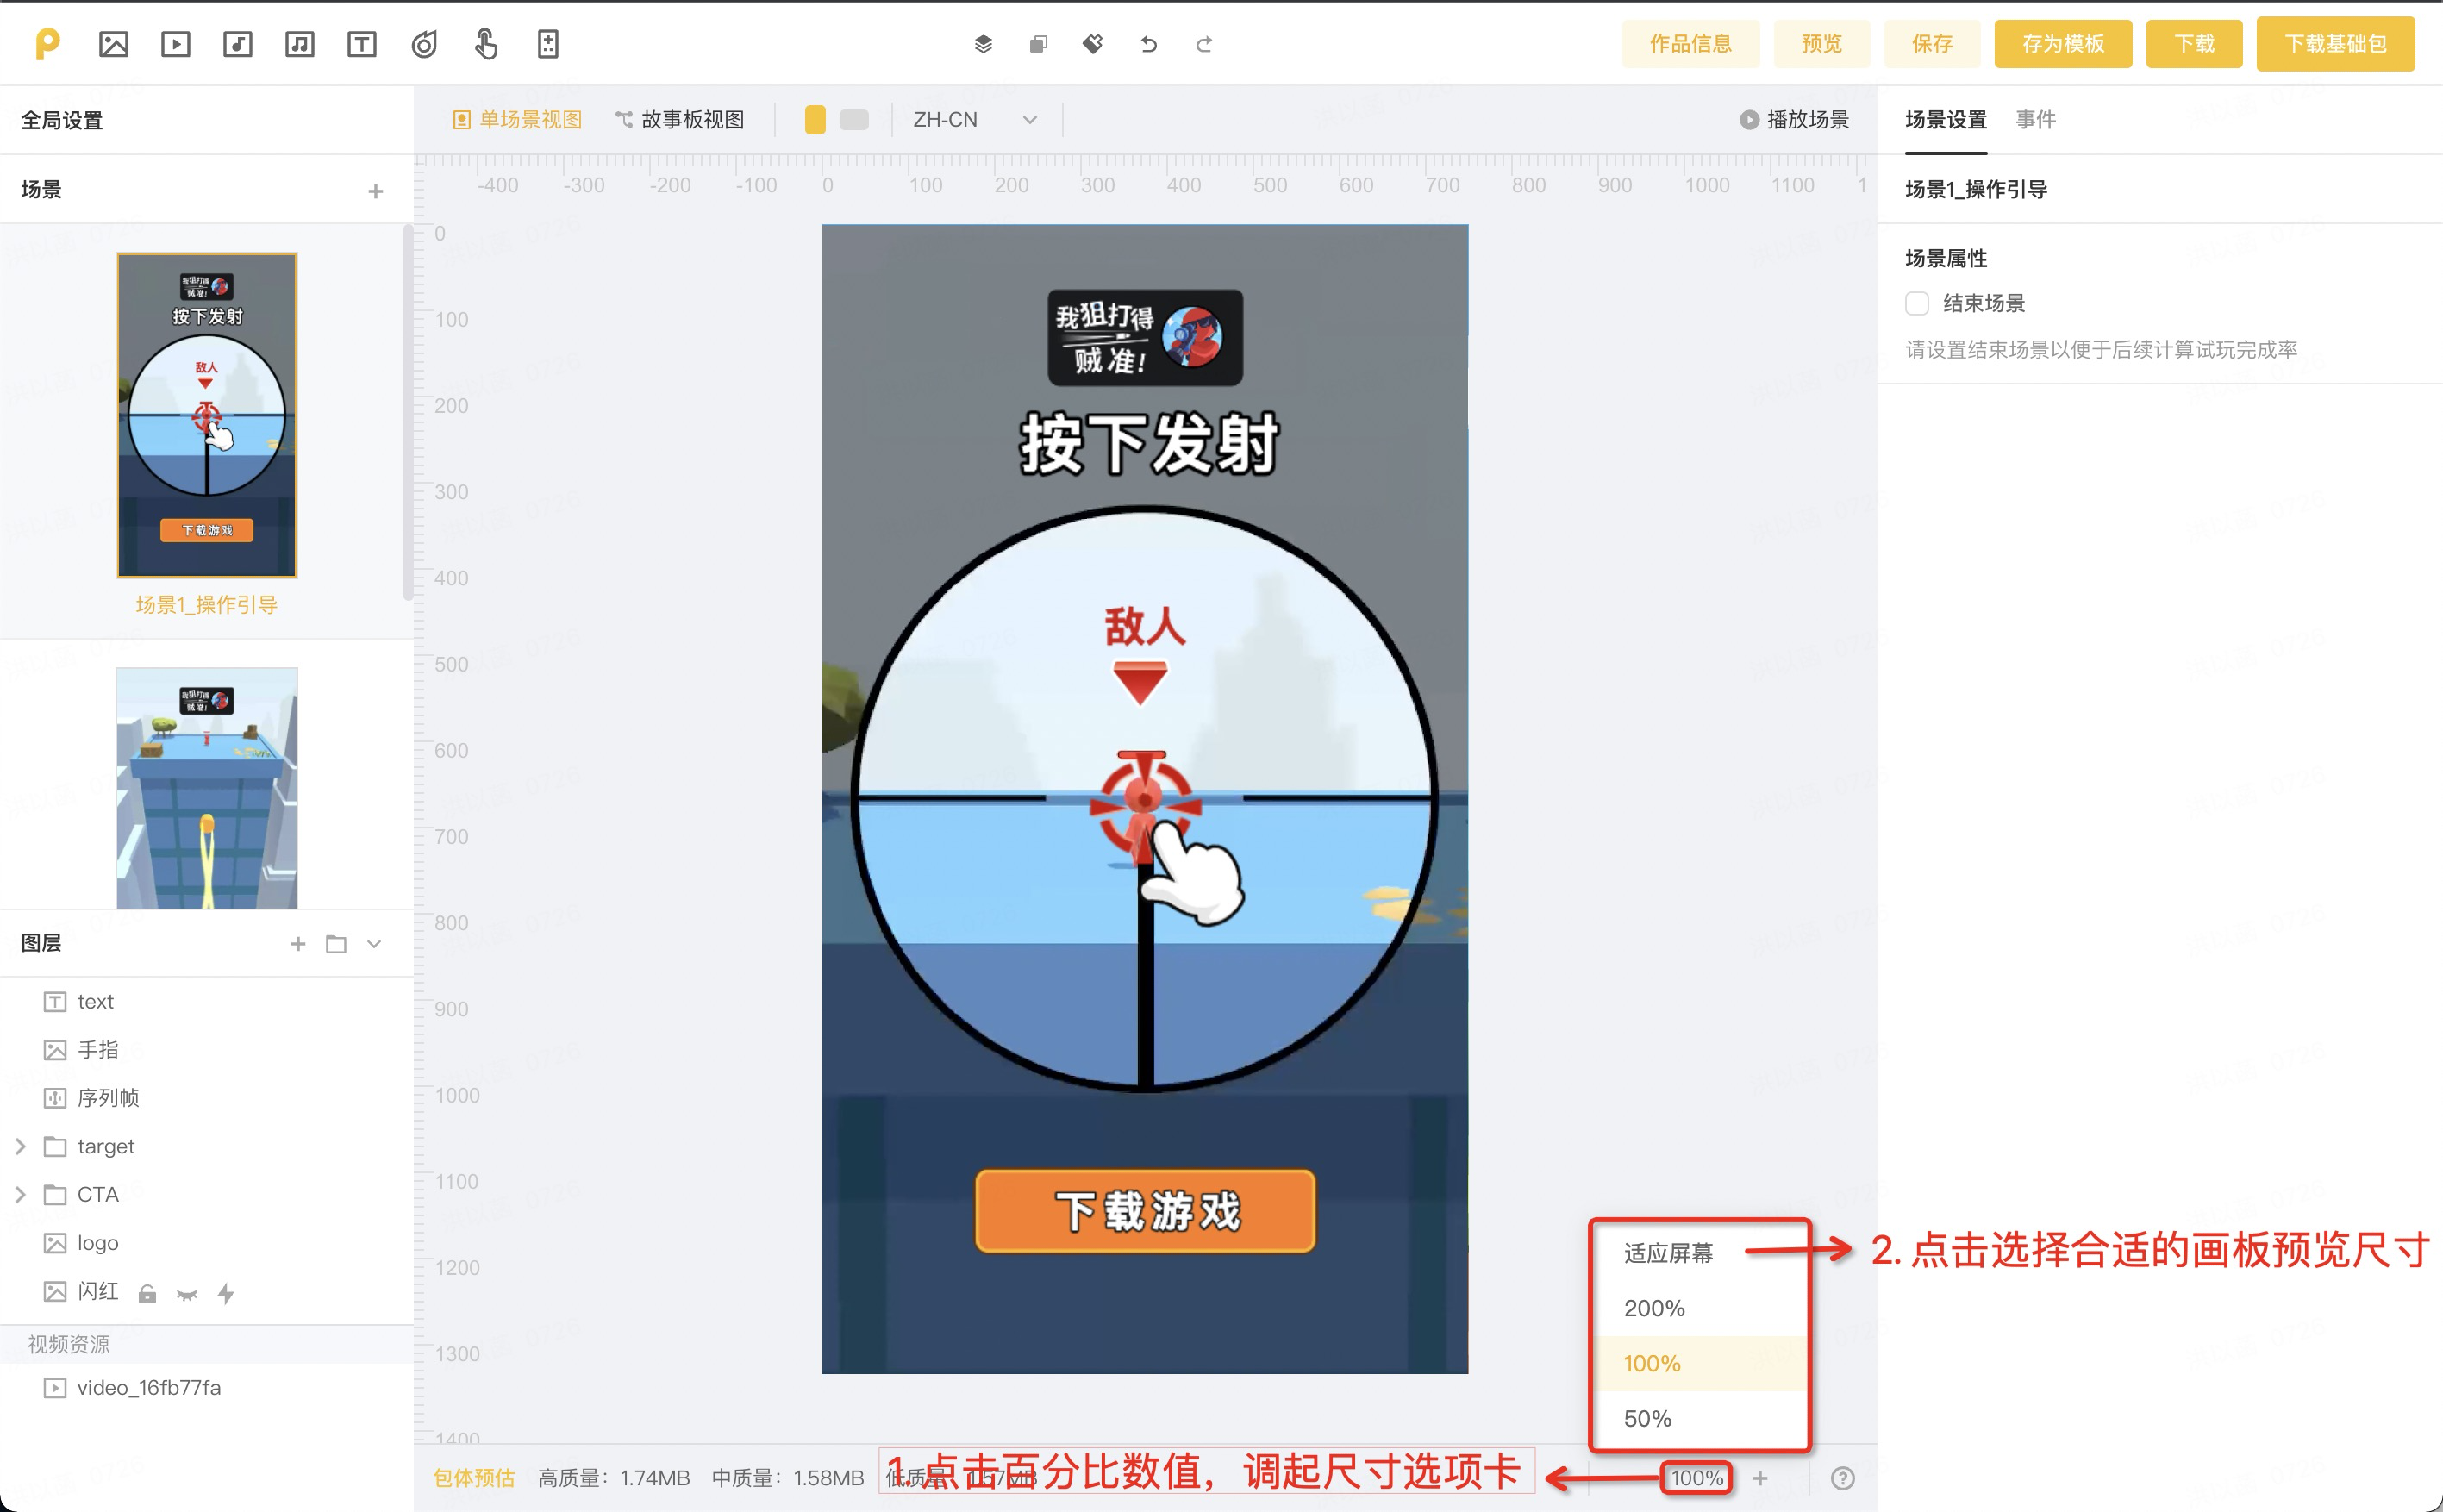 作品信息
预览
保存
存为模板
下载
下载基础包
全局设置
单场景视图
故事板视图
ZH-CN
播放场景
场景设置
事件
场景
场景1_操作引导
场景属性
结束场景
请设置结束场景以便于后续计算试玩完成率
-400 -300 -200 -100 0 100 200 300 400 500 600 700 800 900 1000 1100 1
0
100
200
300
400
500
600
700
800
900
1000
1100
1200
1300
1400
我狙打得
贼准!
按下发射
敌人
下载游戏
场景1_操作引导
我狙打得
贼准!
我狙打得
贼准!
按下发射
敌人
下载游戏
图层
text
手指
序列帧
target
CTA
logo
闪红
视频资源
video_16fb77fa
适应屏幕
200%
100%
50%
2. 点击选择合适的画板预览尺寸
包体预估
高质量：1.74MB
中质量：1.58MB
低质量：1.57MB
1. 点击百分比数值，调起尺寸选项卡
100%